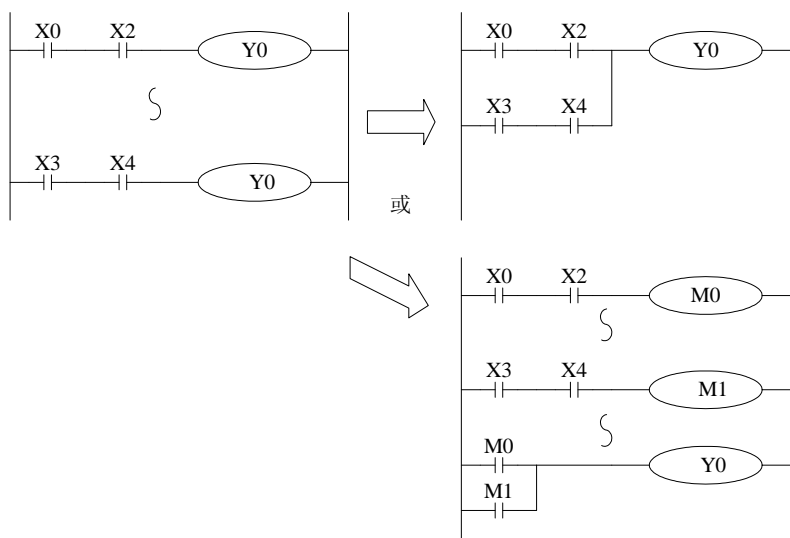 X0 X2 Y0
X3 X4 Y0
X0 X2 Y0
X3 X4
或
X0 X2 M0
X3 X4 M1
M0 Y0
M1